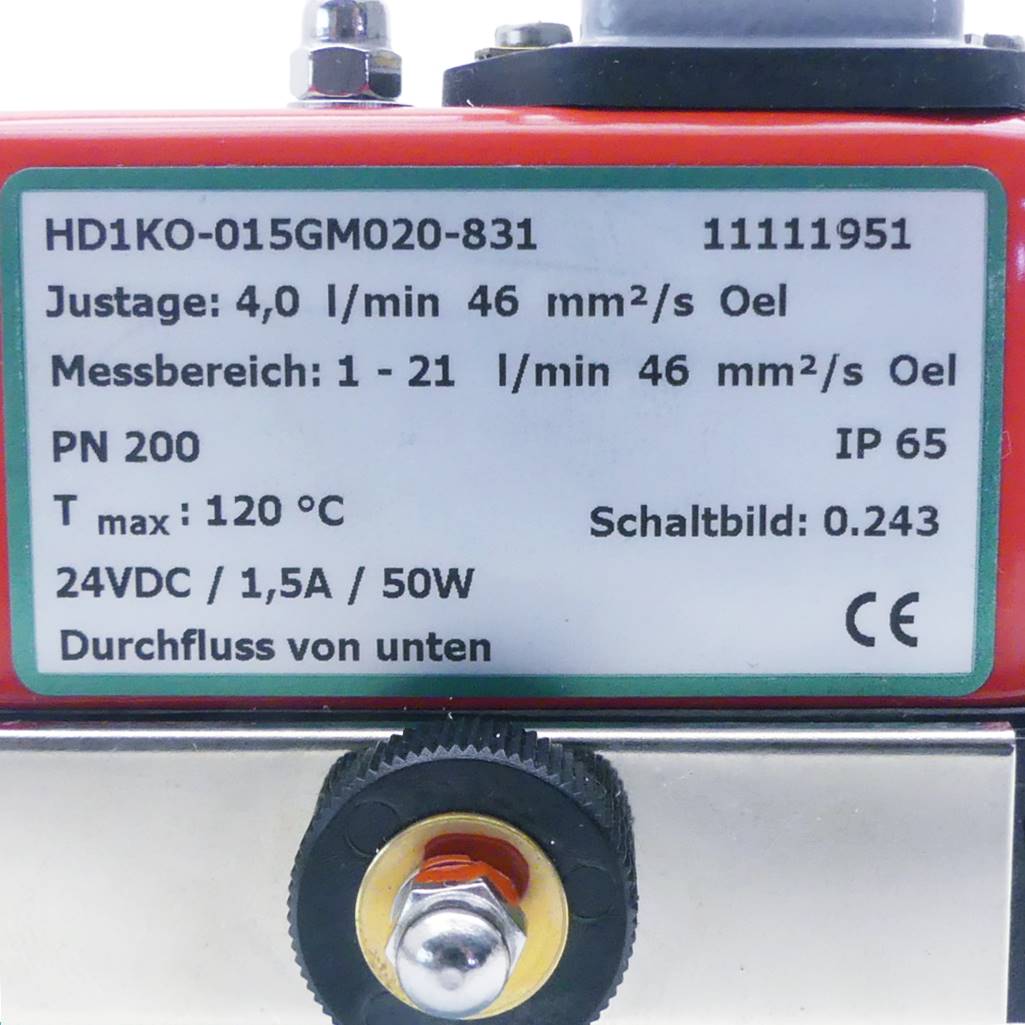 HD1KO-015GM020-831 11111951
Justage: 4,0 l/min 46 mm²/s Oel
Messbereich: 1 - 21 l/min 46 mm²/s Oel
PN 200 IP 65
T max : 120 °C Schaltbild: 0.243
24VDC / 1,5A / 50W
Durchfluss von unten CE